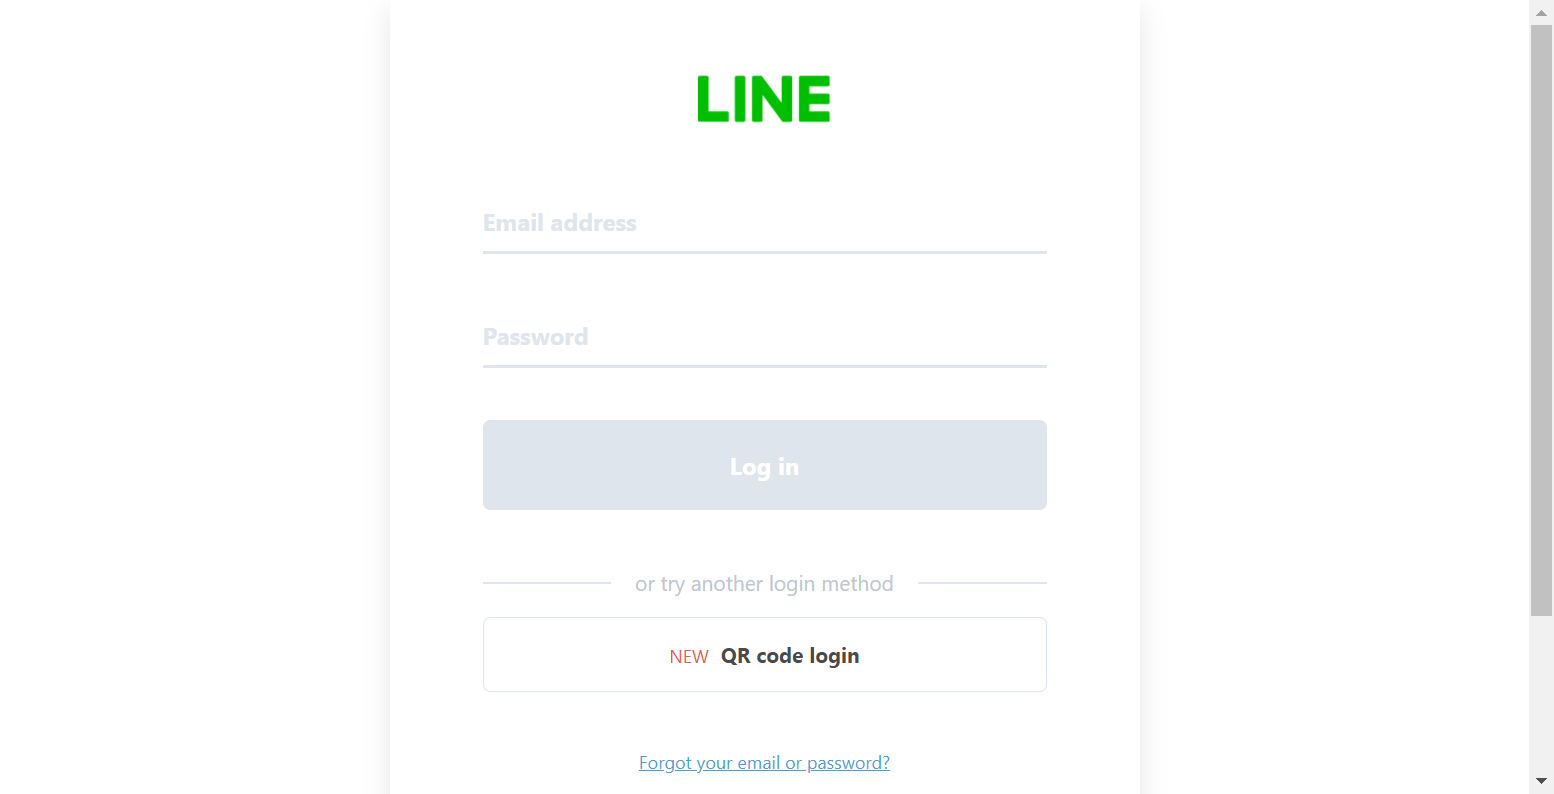 LINE
Email address
Password
Log in
or try another login method
NEW QR code login
Forgot your email or password?